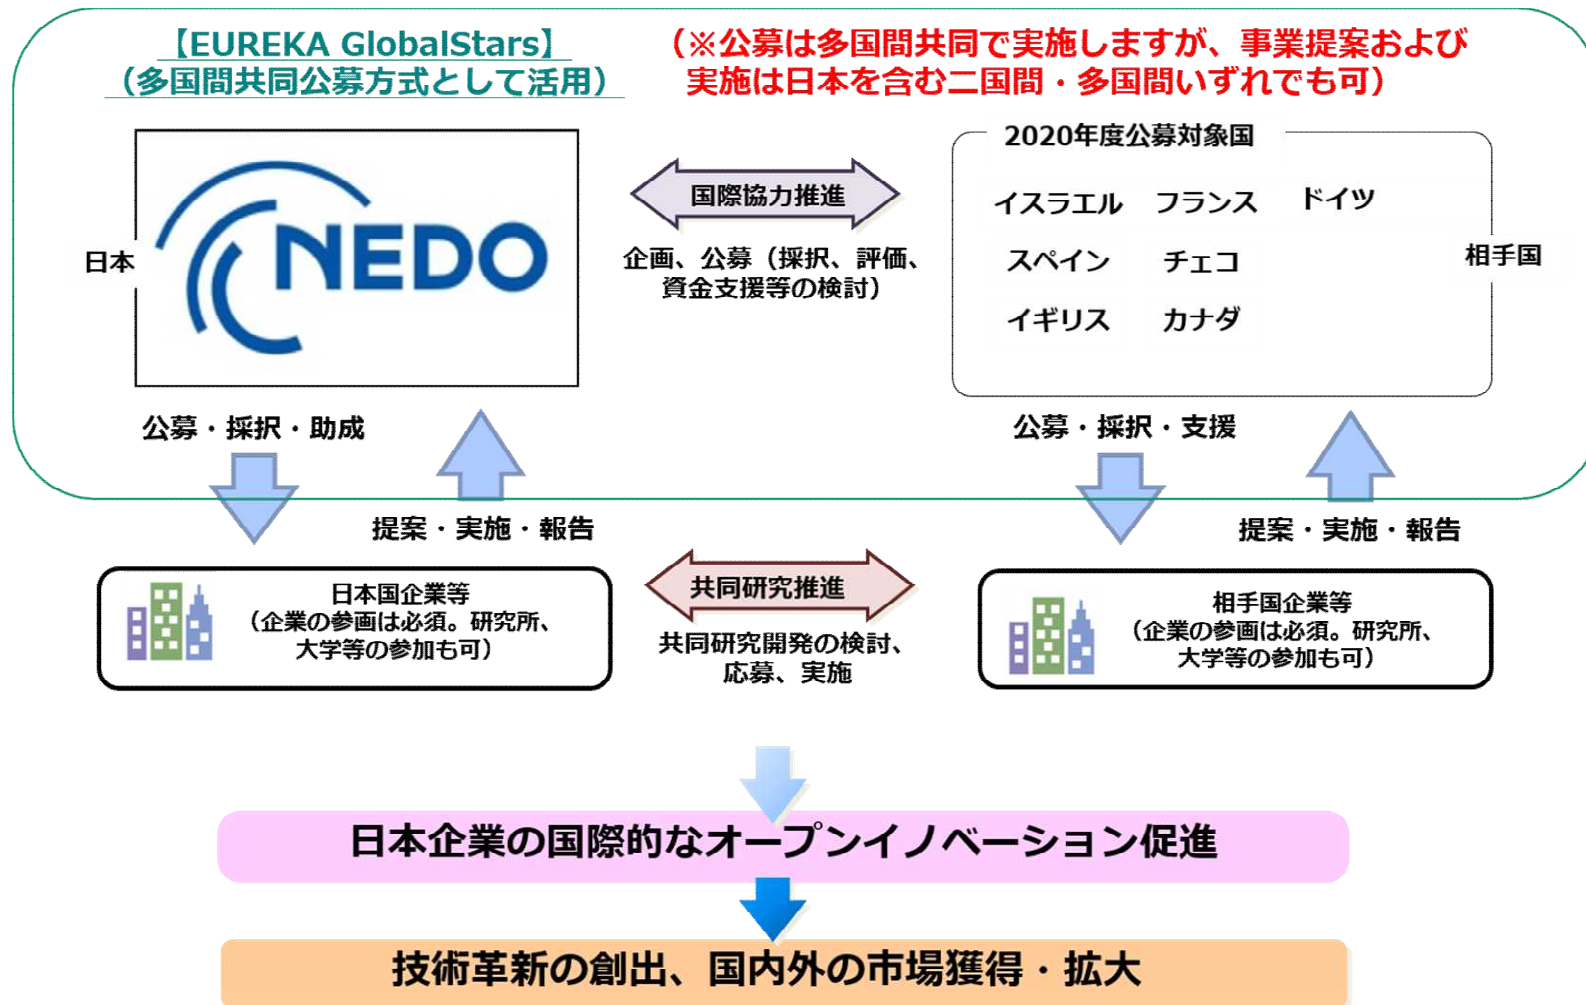 【EUREKA GlobalStars】
（多国間共同公募方式として活用）
（※公募は多国間共同で実施しますが、事業提案および
実施は日本を含む二国間・多国間いずれでも可）
日本
NEDO
国際協力推進
企画、公募（採択、評価、
資金支援等の検討）
2020年度公募対象国
イスラエル フランス ドイツ
スペイン チェコ
イギリス カナダ
相手国
公募・採択・助成
公募・採択・支援
提案・実施・報告
提案・実施・報告
日本国企業等
（企業の参画は必須。研究所、
大学等の参加も可）
共同研究推進
共同研究開発の検討、
応募、実施
相手国企業等
（企業の参画は必須。研究所、
大学等の参加も可）
日本企業の国際的なオープンイノベーション促進
技術革新の創出、国内外の市場獲得・拡大